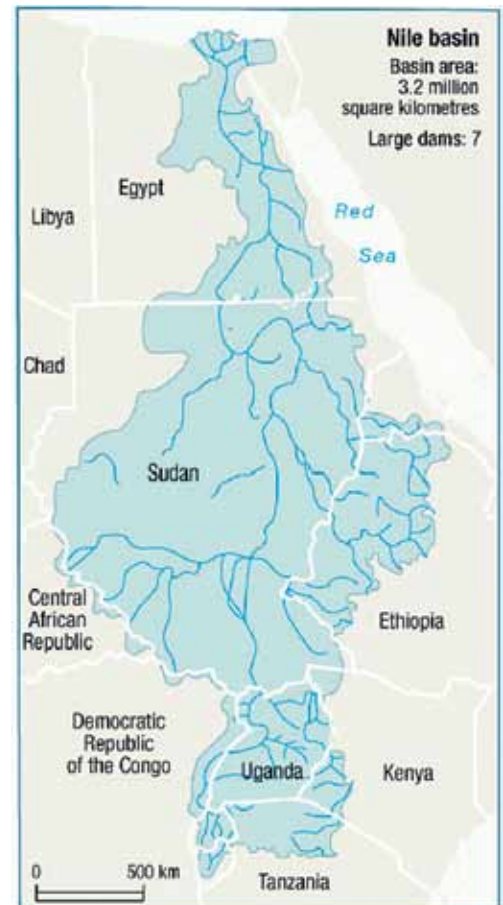 Nile basin
Basin area:
3.2 million
square kilometres
Large dams: 7
Egypt
Libya
Red
Sea
Chad
Sudan
Central
African
Republic
Ethiopia
Democratic
Republic
of the Congo
Uganda
Kenya
0
500 km
Tanzania